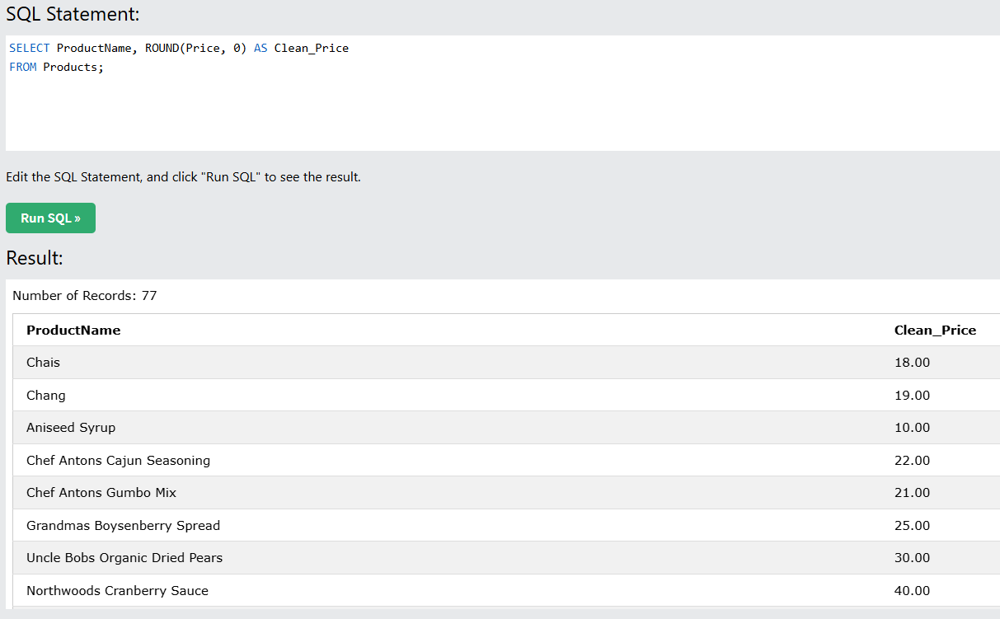 SQL Statement:
SELECT ProductName, ROUND(Price, 0) AS Clean_Price
FROM Products;
Edit the SQL Statement, and click "Run SQL" to see the result.
Run SQL »
Result:
Number of Records: 77
ProductName Clean_Price
Chais 18.00
Chang 19.00
Aniseed Syrup 10.00
Chef Antons Cajun Seasoning 22.00
Chef Antons Gumbo Mix 21.00
Grandmas Boysenberry Spread 25.00
Uncle Bobs Organic Dried Pears 30.00
Northwoods Cranberry Sauce 40.00